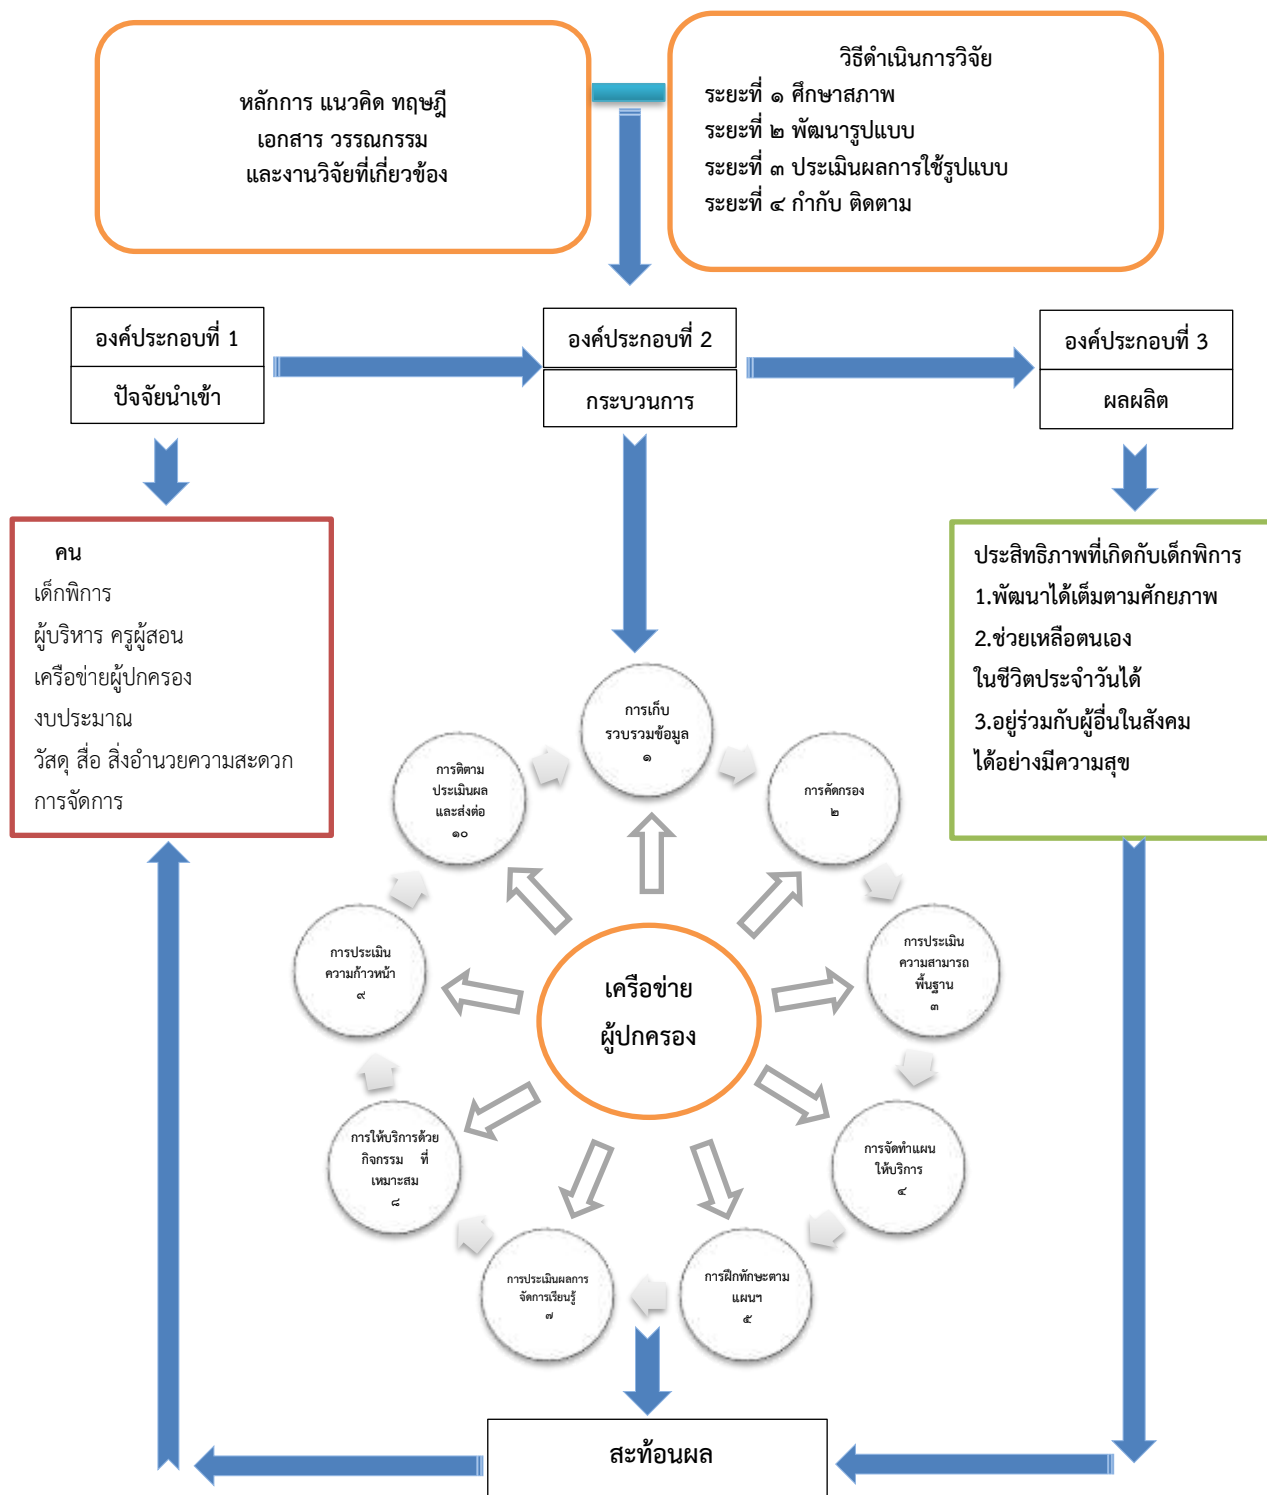 หลักการ แนวคิด ทฤษฎี
เอกสาร วรรณกรรม
และงานวิจัยที่เกี่ยวข้อง
วิธีดำเนินการวิจัย
ระยะที่ ๑ ศึกษาสภาพ
ระยะที่ ๒ พัฒนารูปแบบ
ระยะที่ ๓ ประเมินผลการใช้รูปแบบ
ระยะที่ ๔ กำกับ ติดตาม
องค์ประกอบที่ 1
ปัจจัยนำเข้า
องค์ประกอบที่ 2
กระบวนการ
องค์ประกอบที่ 3
ผลผลิต
คน
เด็กพิการ
ผู้บริหาร ครูผู้สอน
เครือข่ายผู้ปกครอง
งบประมาณ
วัสดุ สื่อ สิ่งอำนวยความสะดวก
การจัดการ
ประสิทธิภาพที่เกิดกับเด็กพิการ
1.พัฒนาได้เต็มตามศักยภาพ
2.ช่วยเหลือตนเอง
ในชีวิตประจำวันได้
3.อยู่ร่วมกับผู้อื่นในสังคม
ได้อย่างมีความสุข
การเก็บ
รวบรวมข้อมูล
๑
การคัดกรอง
๒
การประเมิน
ความสามารถ
พื้นฐาน
๓
การจัดทำแผน
ให้บริการ
๔
การฝึกทักษะตาม
แผนฯ
๕
การประเมินผลการ
จัดการเรียนรู้
๗
การให้บริการด้วย
กิจกรรม ที่
เหมาะสม
๘
การประเมิน
ความก้าวหน้า
๙
การติตาม
ประเมินผล
และส่งต่อ
๑๐
เครือข่าย
ผู้ปกครอง
สะท้อนผล